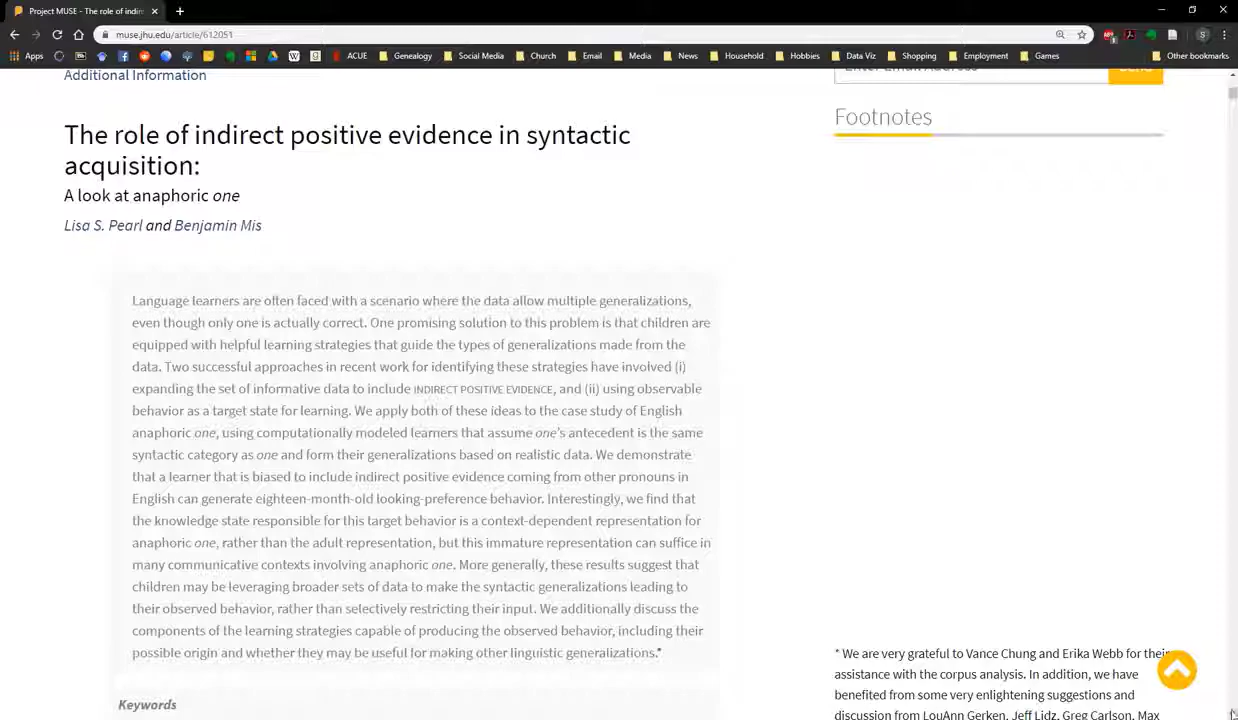 Project MUSE - The role of indire
muse.jhu.edu/article/612051
Apps
ACUE
Genealogy
Social Media
Church
Email
Media
News
Household
Hobbies
Data Viz
Shopping
Employment
Games
Other bookmarks
Additional Information
The role of indirect positive evidence in syntactic
acquisition:
A look at anaphoric one
Lisa S. Pearl and Benjamin Mis
Language learners are often faced with a scenario where the data allow multiple generalizations,
even though only one is actually correct. One promising solution to this problem is that children are
equipped with helpful learning strategies that guide the types of generalizations made from the
data. Two successful approaches in recent work for identifying these strategies have involved (i)
expanding the set of informative data to include INDIRECT POSITIVE EVIDENCE, and (ii) using observable
behavior as a target state for learning. We apply both of these ideas to the case study of English
anaphoric one, using computationally modeled learners that assume one's antecedent is the same
syntactic category as one and form their generalizations based on realistic data. We demonstrate
that a learner that is biased to include indirect positive evidence coming from other pronouns in
English can generate eighteen-month-old looking-preference behavior. Interestingly, we find that
the knowledge state responsible for this target behavior is a context-dependent representation for
anaphoric one, rather than the adult representation, but this immature representation can suffice in
many communicative contexts involving anaphoric one. More generally, these results suggest that
children may be leveraging broader sets of data to make the syntactic generalizations leading to
their observed behavior, rather than selectively restricting their input. We additionally discuss the
components of the learning strategies capable of producing the observed behavior, including their
possible origin and whether they may be useful for making other linguistic generalizations.*
Keywords
Footnotes
* We are very grateful to Vance Chung and Erika Webb for their
assistance with the corpus analysis. In addition, we have
benefited from some very enlightening suggestions and
discussion from LouAnn Gerken, Jeff Lidz, Greg Carlson, Max